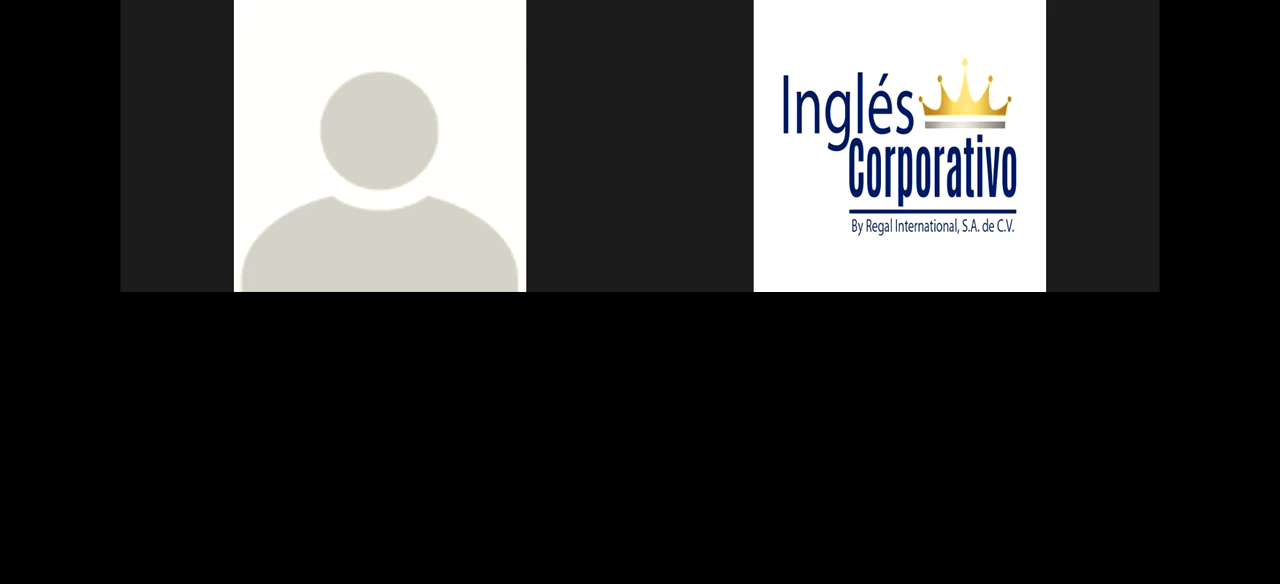 Inglés
Corporativo
By Regal International, S.A. de C.V.